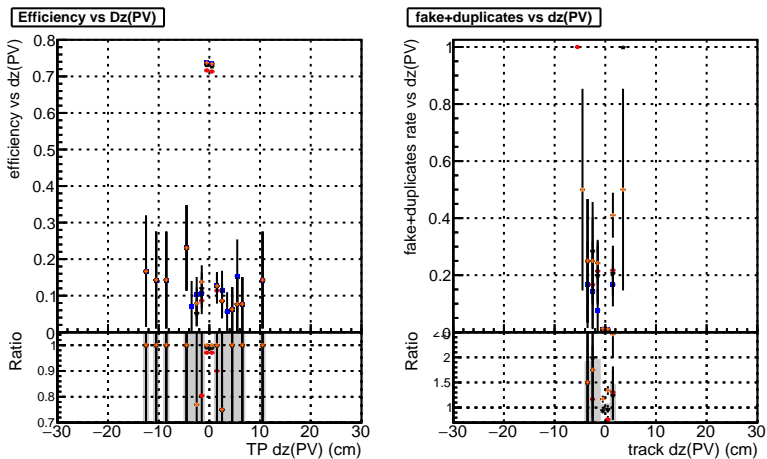 Efficiency vs Dz(PV)
efficiency vs dz(PV)
0.8
0.7
0.6
0.5
0.4
0.3
0.2
0.1
0
Ratio
1
0.9
0.8
0.7
−30 −20 −10 0 10 20 30
TP dz(PV) (cm)
fake+duplicates vs dz(PV)
fake+duplicates rate vs dz(PV)
1
0.8
0.6
0.4
0.2
0
Ratio
2
1.5
1
−30 −20 −10 0 10 20 30
track dz(PV) (cm)